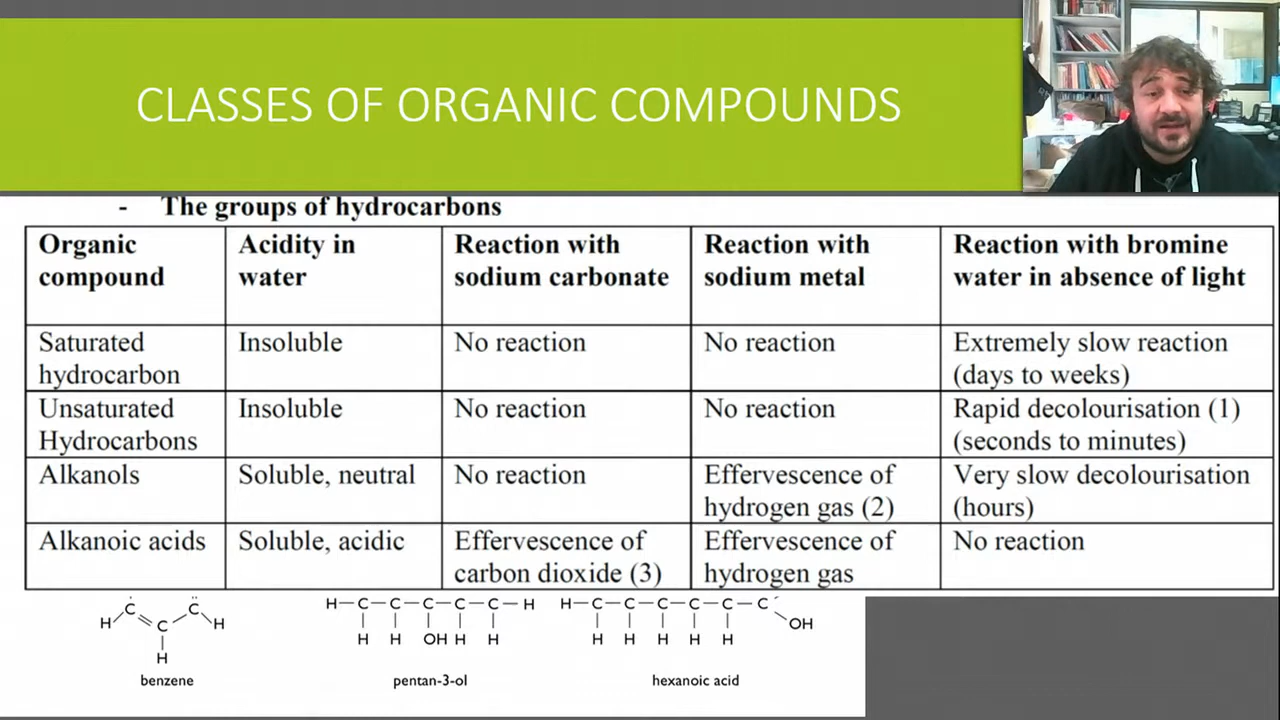 CLASSES OF ORGANIC COMPOUNDS
- The groups of hydrocarbons
Organic compound
Acidity in water
Reaction with sodium carbonate
Reaction with sodium metal
Reaction with bromine water in absence of light
Saturated hydrocarbon
Insoluble
No reaction
No reaction
Extremely slow reaction (days to weeks)
Unsaturated Hydrocarbons
Insoluble
No reaction
No reaction
Rapid decolourisation (1) (seconds to minutes)
Alkanols
Soluble, neutral
No reaction
Effervescence of hydrogen gas (2)
Very slow decolourisation (hours)
Alkanoic acids
Soluble, acidic
Effervescence of carbon dioxide (3)
Effervescence of hydrogen gas
No reaction
C C H C C C C C H H C C C C C C
H C H H H OH H H H H H H H OH
H
benzene pentan-3-ol hexanoic acid